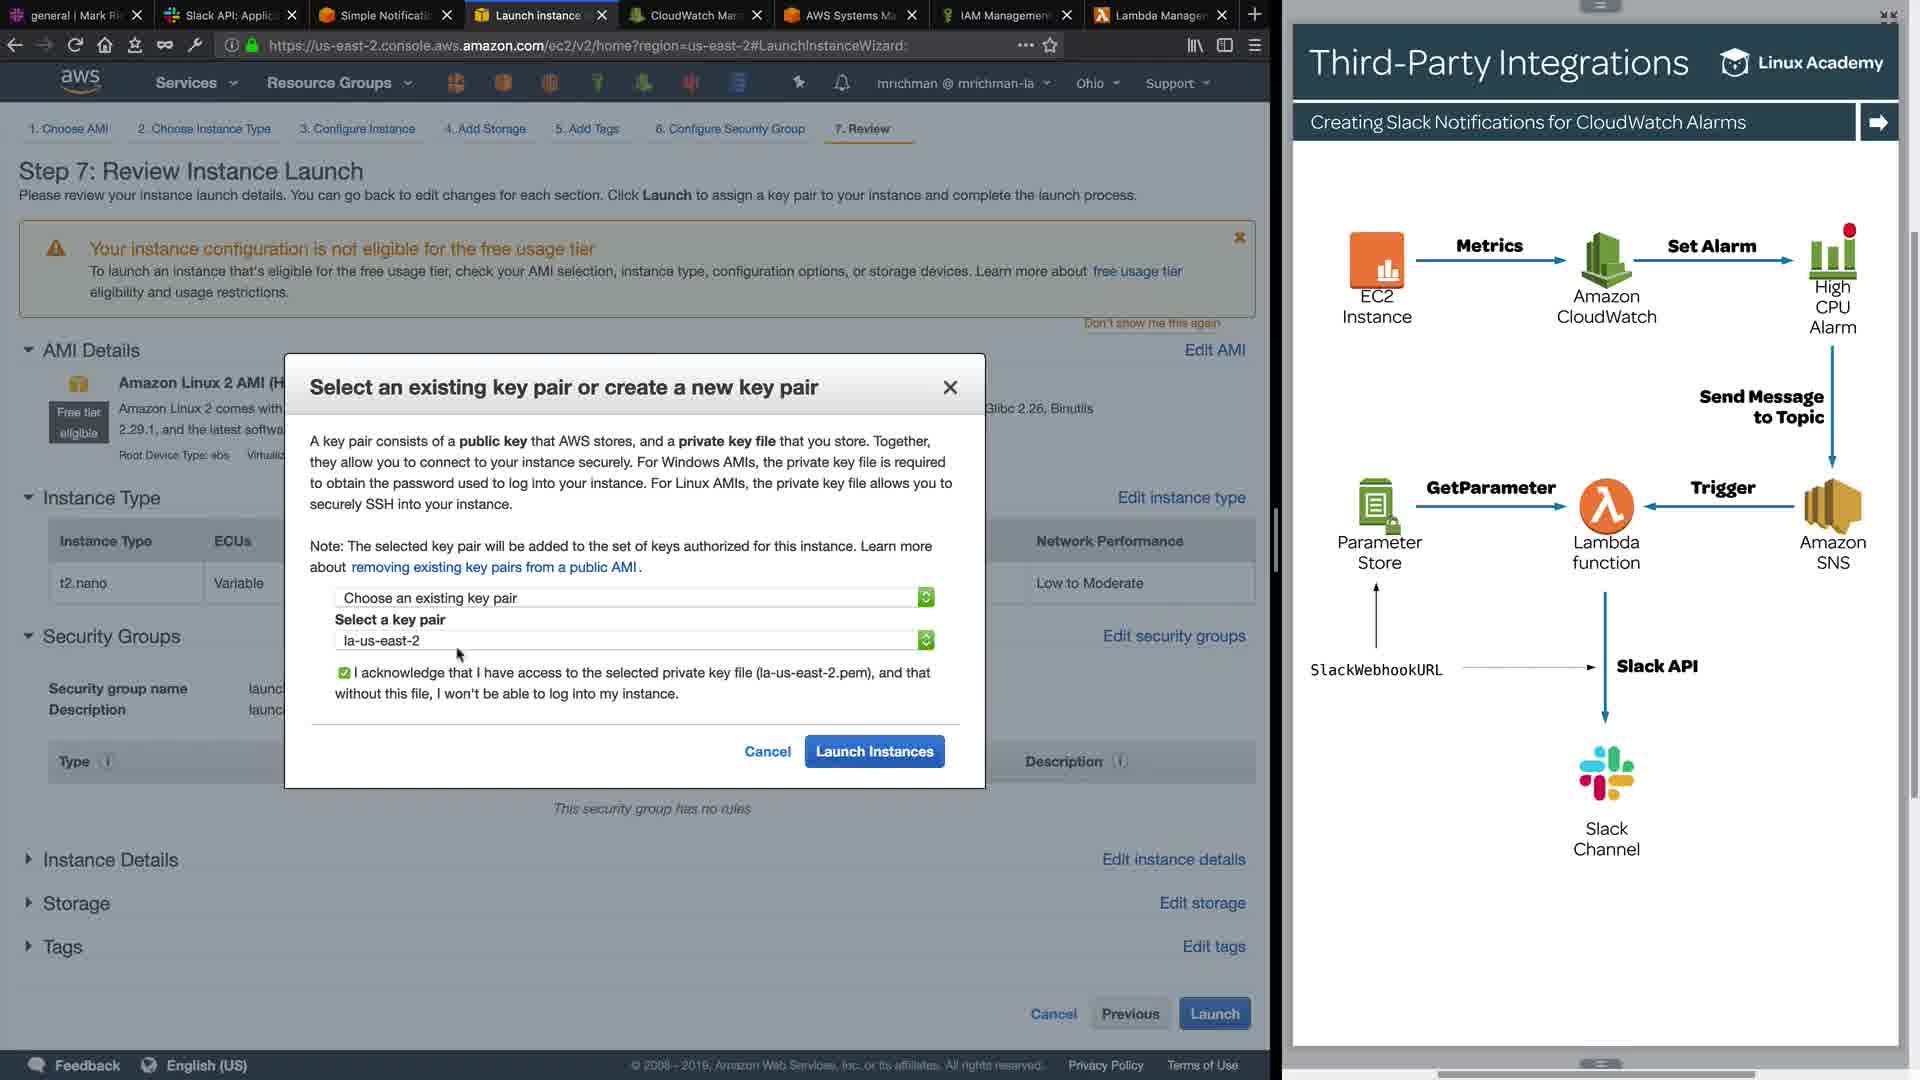 general | Mark Ri
Slack API: Applic
Simple Notificati
Launch instance
CloudWatch Man
AWS Systems Ma
IAM Management
Lambda Manager
https://us-east-2.console.aws.amazon.com/ec2/v2/home?region=us-east-2#LaunchInstanceWizard:
aws
Services
Resource Groups
mrichman @ mrichman-la
Ohio
Support
1. Choose AMI
2. Choose Instance Type
3. Configure Instance
4. Add Storage
5. Add Tags
6. Configure Security Group
7. Review
Step 7: Review Instance Launch
Please review your instance launch details. You can go back to edit changes for each section. Click Launch to assign a key pair to your instance and complete the launch process.
Your instance configuration is not eligible for the free usage tier
To launch an instance that's eligible for the free usage tier, check your AMI selection, instance type, configuration options, or storage devices. Learn more about free usage tier
eligibility and usage restrictions.
Don't show me this again
AMI Details
Edit AMI
Amazon Linux 2 AMI (H
Free tier
eligible
Amazon Linux 2 comes with
Glibc 2.26, Binutils
2.29.1, and the latest softwa
Root Device Type: ebs
Virtualiz
Instance Type
Edit instance type
Instance Type
ECUs
Network Performance
t2.nano
Variable
Low to Moderate
Security Groups
Edit security groups
Security group name
launc
Description
launc
Type
Description
This security group has no rules
Instance Details
Edit instance details
Storage
Edit storage
Tags
Edit tags
Cancel
Previous
Launch
Feedback
English (US)
© 2008 - 2019, Amazon Web Services, Inc. or its affiliates. All rights reserved.
Privacy Policy
Terms of Use
Select an existing key pair or create a new key pair
A key pair consists of a public key that AWS stores, and a private key file that you store. Together,
they allow you to connect to your instance securely. For Windows AMIs, the private key file is required
to obtain the password used to log into your instance. For Linux AMIs, the private key file allows you to
securely SSH into your instance.
Note: The selected key pair will be added to the set of keys authorized for this instance. Learn more
about removing existing key pairs from a public AMI.
Choose an existing key pair
Select a key pair
la-us-east-2
I acknowledge that I have access to the selected private key file (la-us-east-2.pem), and that
without this file, I won't be able to log into my instance.
Cancel
Launch Instances
Third-Party Integrations
Linux Academy
Creating Slack Notifications for CloudWatch Alarms
Metrics
Set Alarm
EC2
Instance
Amazon
CloudWatch
High
CPU
Alarm
Send Message
to Topic
GetParameter
Trigger
Parameter
Store
Lambda
function
Amazon
SNS
SlackWebhookURL
Slack API
Slack
Channel